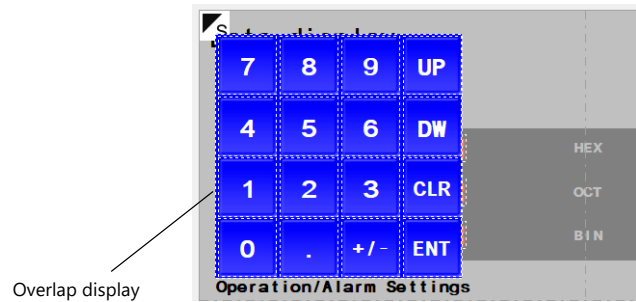 S
7 8 9 UP
4 5 6 DW
HEX
1 2 3 CLR
OCT
BIN
0 . +/- ENT
Overlap display
Operation/Alarm Settings